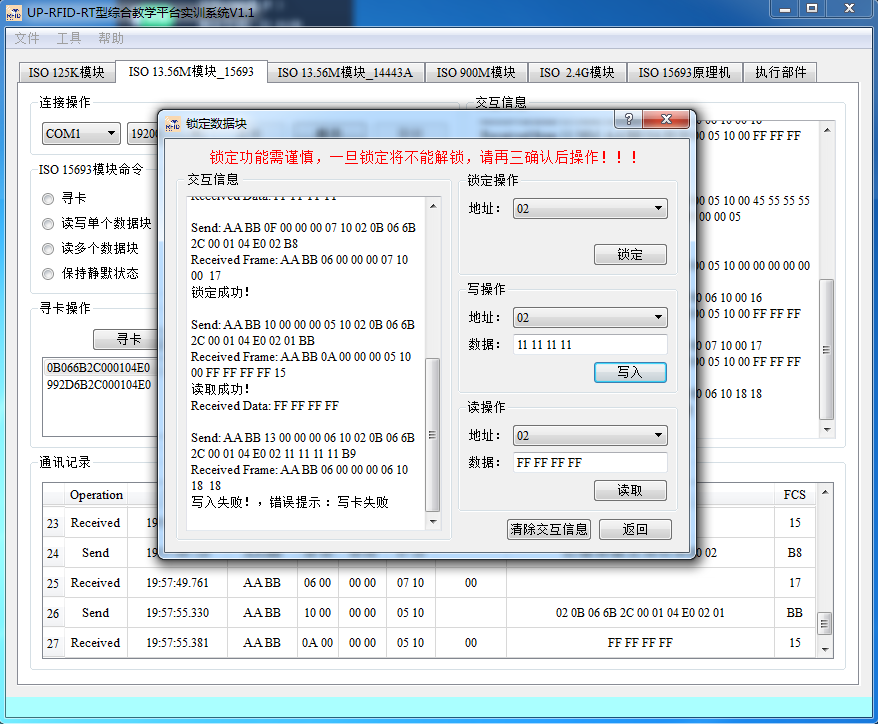 UP-RFID-RT型综合教学平台实训系统V1.1
文件 工具 帮助
ISO 125K模块 ISO 13.56M模块_15693 ISO 13.56M模块_14443A ISO 900M模块 ISO 2.4G模块 ISO 15693原理机 执行部件
连接操作
COM1 1920
ISO 15693模块命令
寻卡
读写单个数据块
读多个数据块
保持静默状态
寻卡操作
寻卡
0B066B2C000104E0
992D6B2C000104E0
锁定数据块
锁定功能需谨慎，一旦锁定将不能解锁，请再三确认后操作！！！
交互信息
Received Data: 11 11 11 11
Send: AA BB 0F 00 00 00 07 10 02 0B 06 6B
2C 00 01 04 E0 02 B8
Received Frame: AA BB 06 00 00 00 07 10
00 17
锁定成功！
Send: AA BB 10 00 00 00 05 10 02 0B 06 6B
2C 00 01 04 E0 02 01 BB
Received Frame: AA BB 0A 00 00 00 05 10
00 FF FF FF FF 15
读取成功！
Received Data: FF FF FF FF
Send: AA BB 13 00 00 00 06 10 02 0B 06 6B
2C 00 01 04 E0 02 11 11 11 11 B9
Received Frame: AA BB 06 00 00 00 06 10
18 18
写入失败！，错误提示：写卡失败
锁定操作
地址： 02
锁定
写操作
地址： 02
数据： 11 11 11 11
写入
读操作
地址： 02
数据： FF FF FF FF
读取
清除交互信息 返回
交互信息
05 10 00 FF FF FF
00 05 10 00 45 55 55 55
00 00 05
00 05 10 00 00 00 00 00
06 10 00 16
00 05 10 00 FF FF FF
07 10 00 17
00 05 10 00 FF FF FF
06 10 18 18
通讯记录
Operation FCS
23 Received 15
24 Send 02 B8
25 Received 19:57:49.761 AA BB 06 00 00 00 07 10 00 17
26 Send 19:57:55.330 AA BB 10 00 00 00 05 10 02 0B 06 6B 2C 00 01 04 E0 02 01 BB
27 Received 19:57:55.381 AA BB 0A 00 00 00 05 10 00 FF FF FF FF 15